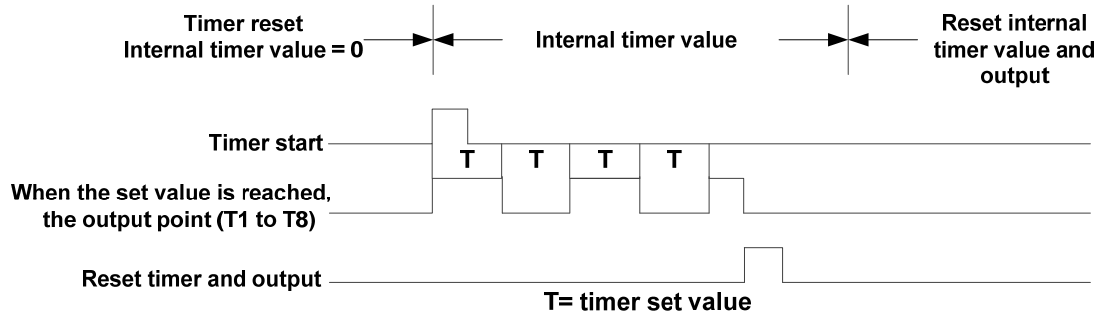 Timer reset
Internal timer value = 0
Internal timer value
Reset internal
timer value and
output
Timer start
T T T T
When the set value is reached,
the output point (T1 to T8)
Reset timer and output
T= timer set value